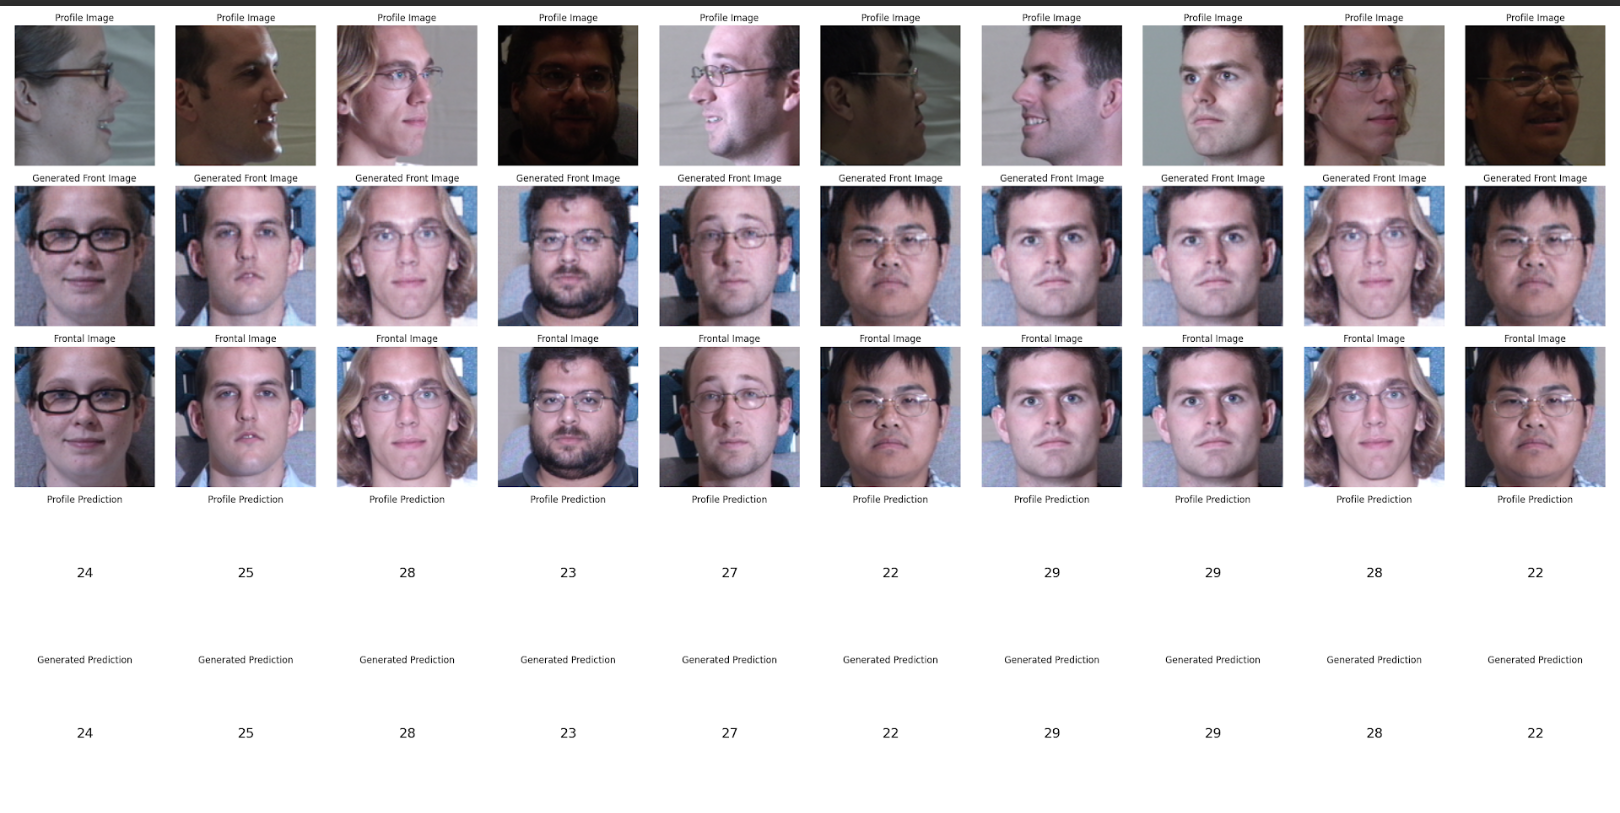 Profile Image Profile Image Profile Image Profile Image Profile Image Profile Image Profile Image Profile Image Profile Image Profile Image
Generated Front Image Generated Front Image Generated Front Image Generated Front Image Generated Front Image Generated Front Image Generated Front Image Generated Front Image Generated Front Image Generated Front Image
Frontal Image Frontal Image Frontal Image Frontal Image Frontal Image Frontal Image Frontal Image Frontal Image Frontal Image Frontal Image
Profile Prediction Profile Prediction Profile Prediction Profile Prediction Profile Prediction Profile Prediction Profile Prediction Profile Prediction Profile Prediction Profile Prediction
24 25 28 23 27 22 29 29 28 22
Generated Prediction Generated Prediction Generated Prediction Generated Prediction Generated Prediction Generated Prediction Generated Prediction Generated Prediction Generated Prediction Generated Prediction
24 25 28 23 27 22 29 29 28 22